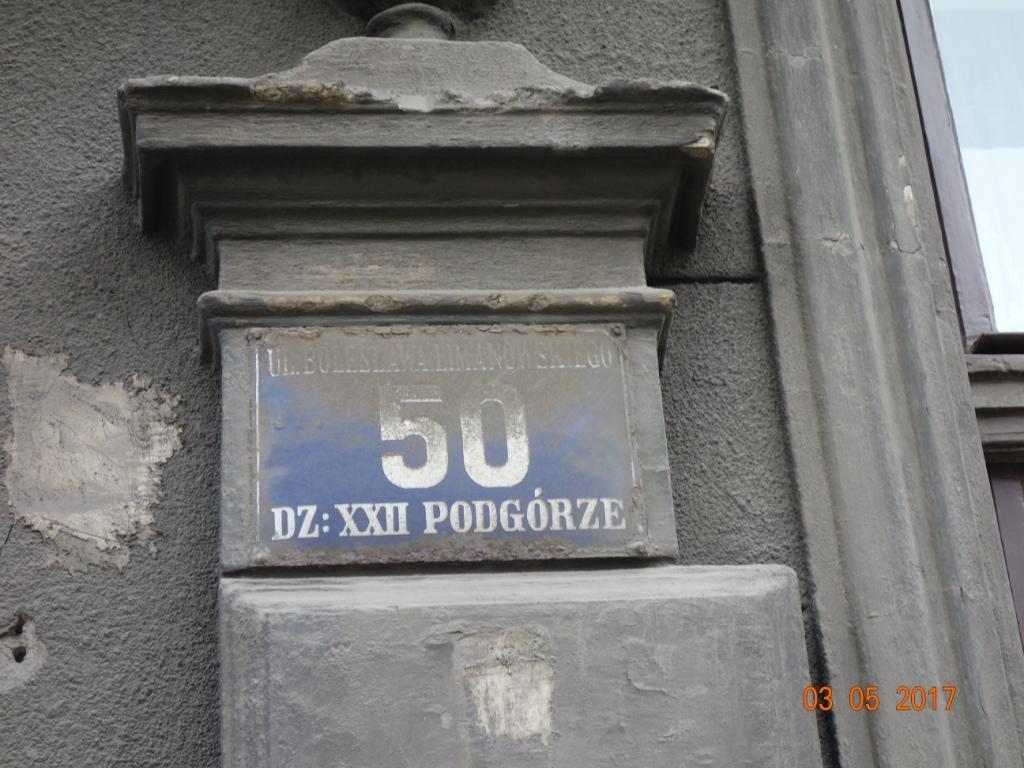 UL. BOLESŁAWA LIMANOWSKIEGO
50
DZ: XXII PODGÓRZE
03 05 2017